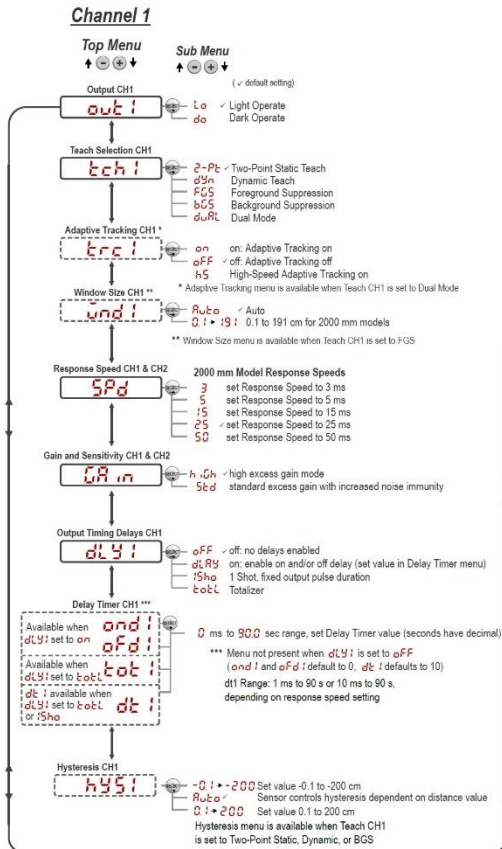 Channel 1
Top Menu
Sub Menu
( ✓ default setting)
Output CH1
out1
Lo ✓ Light Operate
do Dark Operate
Teach Selection CH1
tch1
2-Pt ✓ Two-Point Static Teach
dYn Dynamic Teach
FGS Foreground Suppression
bGS Background Suppression
duAL Dual Mode
Adaptive Tracking CH1 *
trc1
on on: Adaptive Tracking on
oFF ✓ off: Adaptive Tracking off
hS High-Speed Adaptive Tracking on
* Adaptive Tracking menu is available when Teach CH1 is set to Dual Mode
Window Size CH1 **
wnd1
Auto ✓ Auto
0.1 ▸ 191 0.1 to 191 cm for 2000 mm models
** Window Size menu is available when Teach CH1 is set to FGS
Response Speed CH1 & CH2
SPd
2000 mm Model Response Speeds
3 set Response Speed to 3 ms
5 set Response Speed to 5 ms
15 set Response Speed to 15 ms
25 ✓ set Response Speed to 25 ms
50 set Response Speed to 50 ms
Gain and Sensitivity CH1 & CH2
GAin
hiGh ✓ high excess gain mode
Std standard excess gain with increased noise immunity
Output Timing Delays CH1
dLY1
oFF ✓ off: no delays enabled
dLAY on: enable on and/or off delay (set value in Delay Timer menu)
1Sho 1 Shot, fixed output pulse duration
totL Totalizer
Delay Timer CH1 ***
Available when dLY1 set to on
ond1
oFd1
Available when dLY1 set to totL
tot1
dt1 available when dLY1 set to totL or 1Sho
dt1
0 ms to 90.0 sec range, set Delay Timer value (seconds have decimal)
*** Menu not present when dLY1 is set to oFF
(ond1 and oFd1 default to 0, dt1 defaults to 10)
dt1 Range: 1 ms to 90 s or 10 ms to 90 s,
depending on response speed setting
Hysteresis CH1
hYS1
-0.1 ▸ -200 Set value -0.1 to -200 cm
Auto ✓ Sensor controls hysteresis dependent on distance value
0.1 ▸ 200 Set value 0.1 to 200 cm
Hysteresis menu is available when Teach CH1
is set to Two-Point Static, Dynamic, or BGS